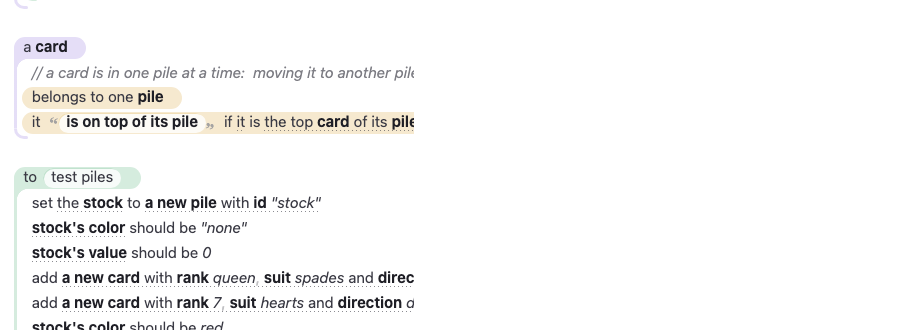 a card
// a card is in one pile at a time:  moving it to another pile
belongs to one pile
it “ is on top of its pile „ if it is the top card of its pile
to test piles
set the stock to a new pile with id "stock"
stock's color should be "none"
stock's value should be 0
add a new card with rank queen, suit spades and direc
add a new card with rank 7, suit hearts and direction d
stock's color should be red